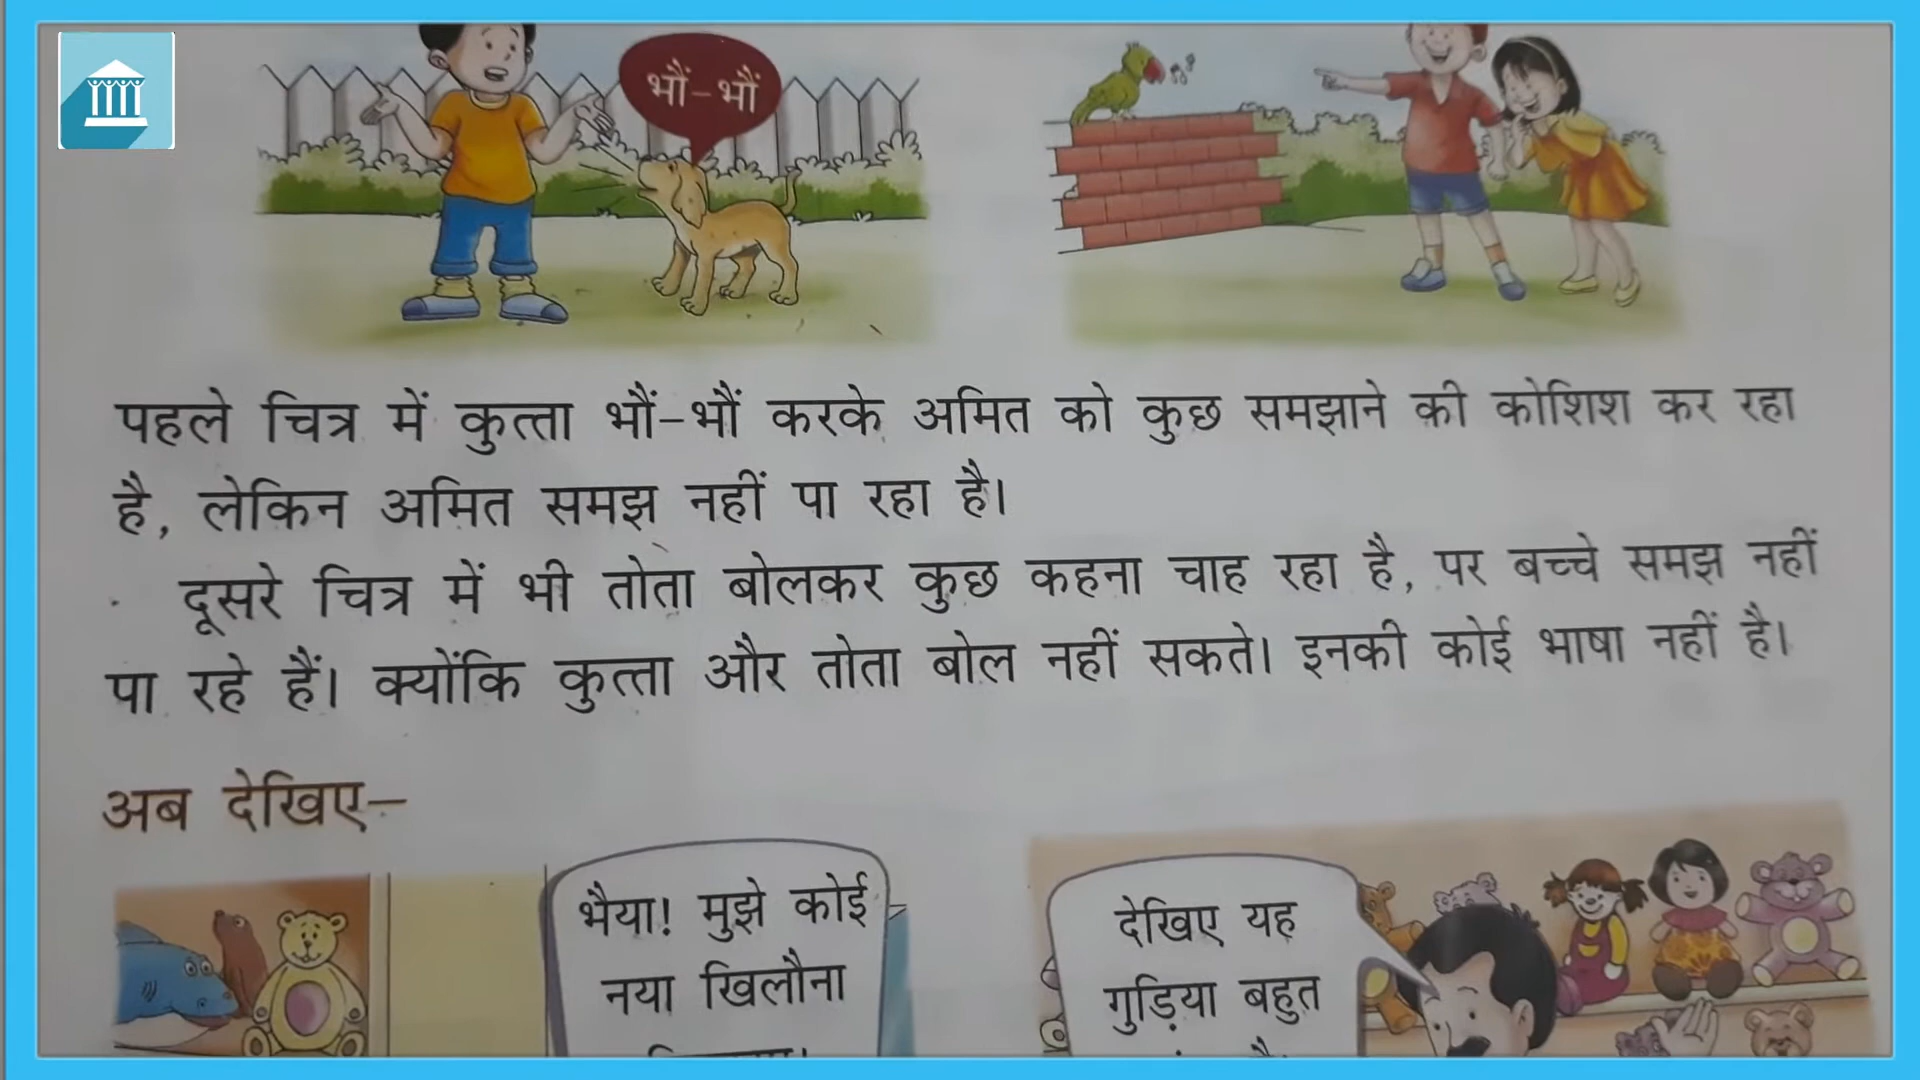 भौं-भौं
पहले चित्र में कुत्ता भौं-भौं करके अमित को कुछ समझाने की कोशिश कर रहा
है, लेकिन अमित समझ नहीं पा रहा है।
दूसरे चित्र में भी तोता बोलकर कुछ कहना चाह रहा है, पर बच्चे समझ नहीं
पा रहे हैं। क्योंकि कुत्ता और तोता बोल नहीं सकते। इनकी कोई भाषा नहीं है।
अब देखिए—
भैया! मुझे कोई
नया खिलौना
देखिए यह
गुड़िया बहुत